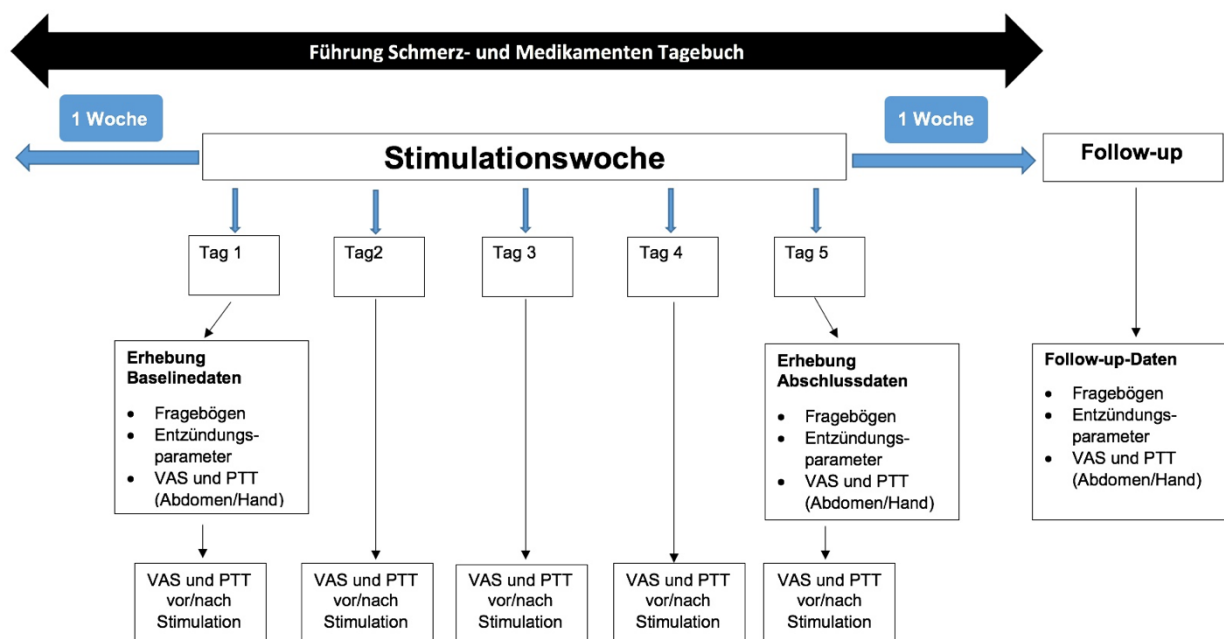 Führung Schmerz- und Medikamenten Tagebuch
1 Woche
1 Woche
Stimulationswoche
Follow-up
Tag 1
Tag2
Tag 3
Tag 4
Tag 5
Erhebung
Baselinedaten
• Fragebögen
• Entzündungs-
parameter
• VAS und PTT
(Abdomen/Hand)
Erhebung
Abschlussdaten
• Fragebögen
• Entzündungs-
parameter
• VAS und PTT
(Abdomen/Hand)
Follow-up-Daten
• Fragebögen
• Entzündungs-
parameter
• VAS und PTT
(Abdomen/Hand)
VAS und PTT
vor/nach
Stimulation
VAS und PTT
vor/nach
Stimulation
VAS und PTT
vor/nach
Stimulation
VAS und PTT
vor/nach
Stimulation
VAS und PTT
vor/nach
Stimulation